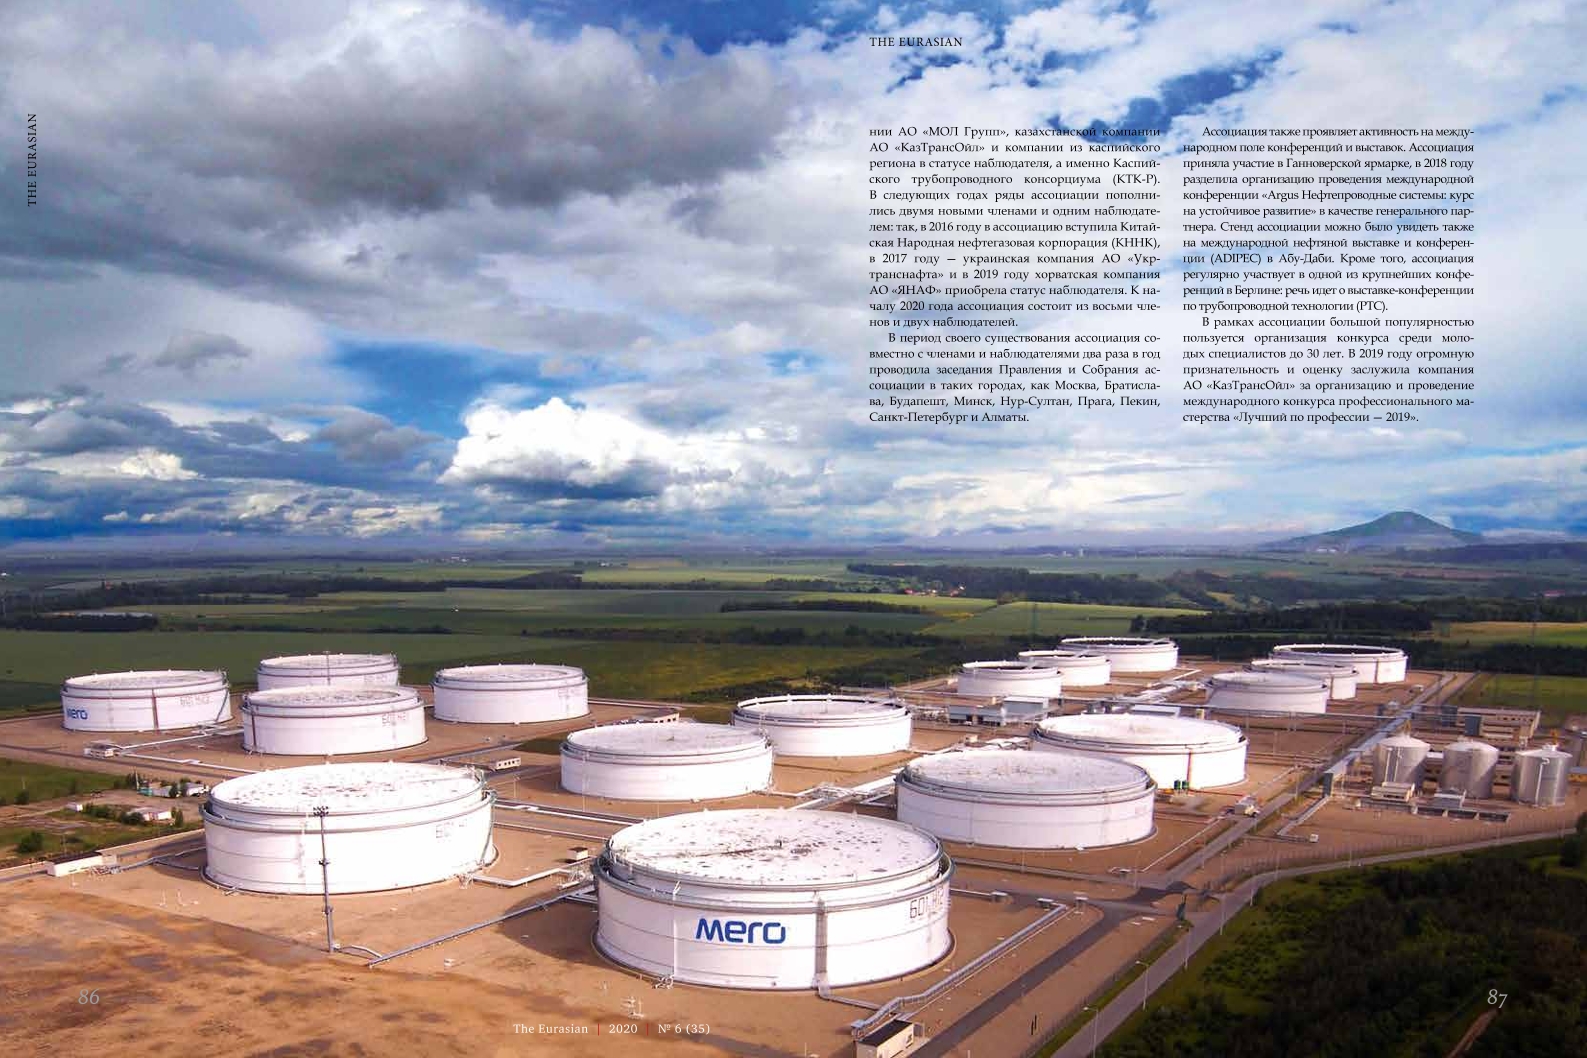 THE EURASIAN
THE EURASIAN
нии АО «МОЛ Групп», казахстанской компании
АО «КазТрансОйл» и компании из каспийского
региона в статусе наблюдателя, а именно Каспий-
ского трубопроводного консорциума (КТК-Р).
В следующих годах ряды ассоциации пополни-
лись двумя новыми членами и одним наблюдате-
лем: так, в 2016 году в ассоциацию вступила Китай-
ская Народная нефтегазовая корпорация (КННК),
в 2017 году — украинская компания АО «Укр-
транснафта» и в 2019 году хорватская компания
АО «ЯНАФ» приобрела статус наблюдателя. К на-
чалу 2020 года ассоциация состоит из восьми чле-
нов и двух наблюдателей.
В период своего существования ассоциация со-
вместно с членами и наблюдателями два раза в год
проводила заседания Правления и Собрания ас-
социации в таких городах, как Москва, Братисла-
ва, Будапешт, Минск, Нур-Султан, Прага, Пекин,
Санкт-Петербург и Алматы.
Ассоциация также проявляет активность на между-
народном поле конференций и выставок. Ассоциация
приняла участие в Ганноверской ярмарке, в 2018 году
разделила организацию проведения международной
конференции «Argus Нефтепроводные системы: курс
на устойчивое развитие» в качестве генерального пар-
тнера. Стенд ассоциации можно было увидеть также
на международной нефтяной выставке и конферен-
ции (ADIPEC) в Абу-Даби. Кроме того, ассоциация
регулярно участвует в одной из крупнейших конфе-
ренций в Берлине: речь идет о выставке-конференции
по трубопроводной технологии (PTC).
В рамках ассоциации большой популярностью
пользуется организация конкурса среди моло-
дых специалистов до 30 лет. В 2019 году огромную
признательность и оценку заслужила компания
АО «КазТрансОйл» за организацию и проведение
международного конкурса профессионального ма-
стерства «Лучший по профессии — 2019».
mero
mero
86
87
The Eurasian | 2020 | № 6 (35)